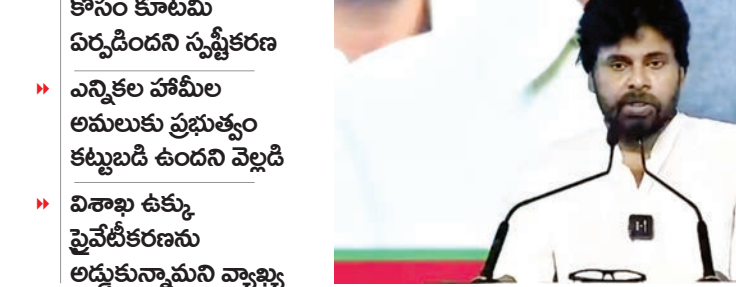 కోసం కూటమి
ఏర్పడిందని స్పష్టీకరణ
ఎన్నికల హామీల
అమలుకు ప్రభుత్వం
కట్టుబడి ఉందని వెల్లడి
విశాఖ ఉక్కు
ప్రైవేటీకరణను
అడ్డుకున్నామని వ్యాఖ్య